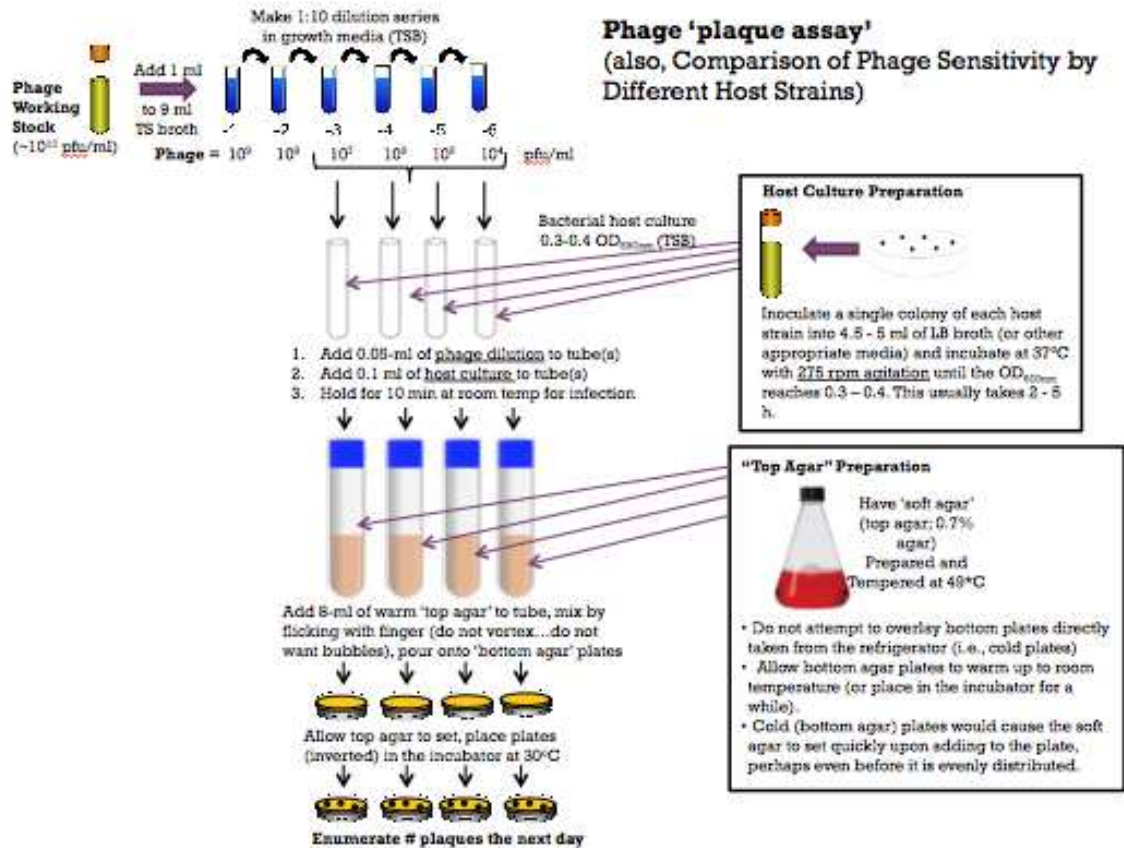 Make 1:10 dilution series
in growth media (TSB)
Phage 'plaque assay'
(also, Comparison of Phage Sensitivity by
Different Host Strains)
Phage
Working
Stock
pfu/ml)
Add 1 ml
to 9 ml
TS broth
-1 -2 -3 -4 -5 -6
Phage = pfu/ml
Bacterial host culture
0.3-0.4 (TSB)
1. Add 0.05-ml of phage dilution to tube(s)
2. Add 0.1 ml of host culture to tube(s)
3. Hold for 10 min at room temp for infection
Host Culture Preparation
Inoculate a single colony of each host
strain into 4.5 - 5 ml of LB broth (or other
appropriate media) and incubate at 37°C
with 275 rpm agitation until the
reaches 0.3 – 0.4. This usually takes 2 - 5
h.
"Top Agar" Preparation
Have 'soft agar'
(top agar; 0.7%
agar)
Prepared and
Tempered at 49°C
• Do not attempt to overlay bottom plates directly
taken from the refrigerator (i.e., cold plates)
• Allow bottom agar plates to warm up to room
temperature (or place in the incubator for a
while).
• Cold (bottom agar) plates would cause the soft
agar to set quickly upon adding to the plate,
perhaps even before it is evenly distributed.
Add 8-ml of warm 'top agar' to tube, mix by
flicking with finger (do not vortex...do not
want bubbles), pour onto 'bottom agar' plates
Allow top agar to set, place plates
(inverted) in the incubator at 30°C
Enumerate # plaques the next day